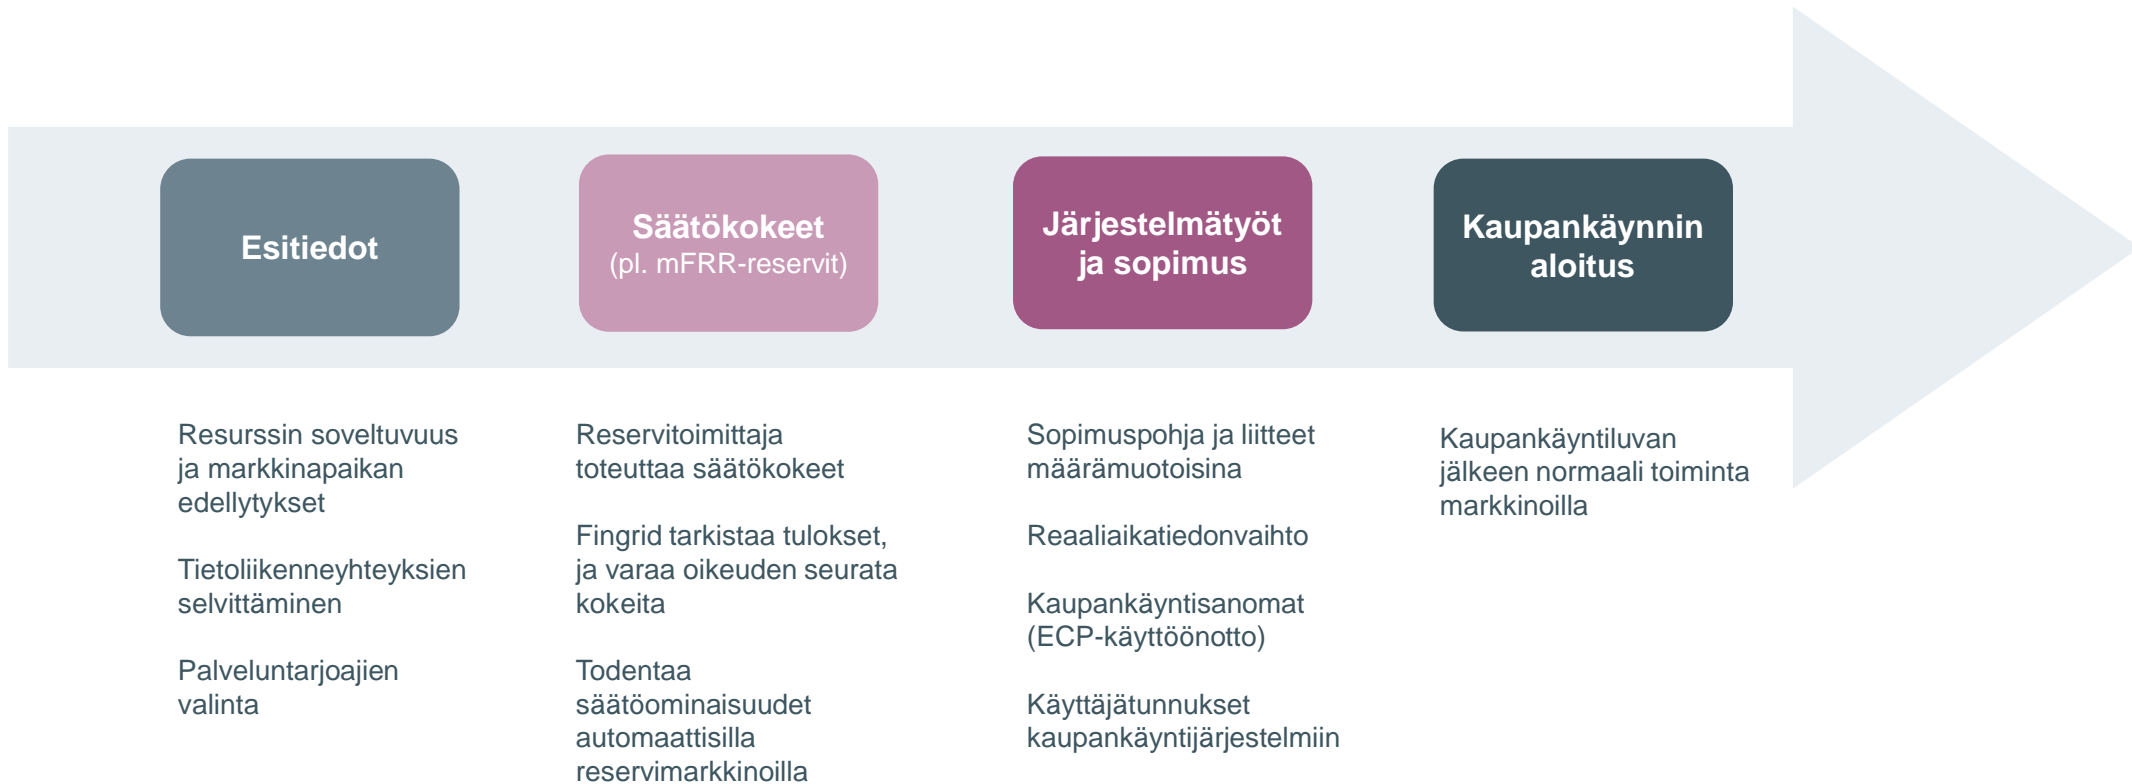 Esitiedot
Säätökokeet
(pl. mFRR-reservit)
Järjestelmätyöt
ja sopimus
Kaupankäynnin
aloitus
Resurssin soveltuvuus
ja markkinapaikan
edellytykset
Tietoliikenneyhteyksien
selvittäminen
Palveluntarjoajien
valinta
Reservitoimittaja
toteuttaa säätökokeet
Fingrid tarkistaa tulokset,
ja varaa oikeuden seurata
kokeita
Todentaa
säätöominaisuudet
automaattisilla
reservimarkkinoilla
Sopimuspohja ja liitteet
määrämuotoisina
Reaaliaikatiedonvaihto
Kaupankäyntisanomat
(ECP-käyttöönotto)
Käyttäjätunnukset
kaupankäyntijärjestelmiin
Kaupankäyntiluvan
jälkeen normaali toiminta
markkinoilla